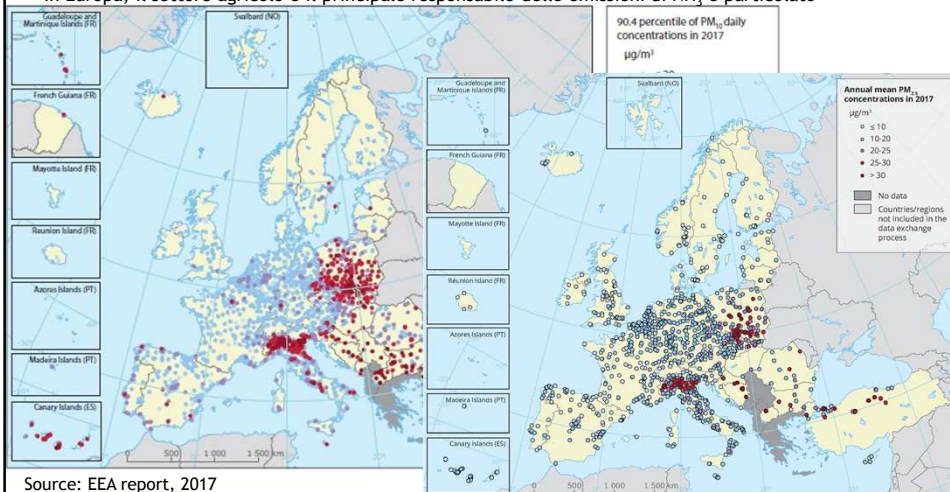 in Europa, il settore agricolo è il principale responsabile delle emissioni di NH3 e particolato
Guadeloupe and
Martinique Islands (FR)
French Guiana (FR)
Mayotte Island (FR)
Reunion Island (FR)
Azores Islands (PT)
Madeira Islands (PT)
Canary Islands (ES)
Svalbard (NO)
0 500 1 000 1 500 km
90.4 percentile of PM10 daily
concentrations in 2017
µg/m³
Guadeloupe and
Martinique Islands (FR)
French Guiana (FR)
Mayotte Island (FR)
Réunion Island (FR)
Azores Islands (PT)
Madeira Islands (PT)
Canary Islands (ES)
Svalbard (NO)
0 500 1 000 1 500 km
Annual mean PM2.5
concentrations in 2017
µg/m³
≤ 10
10-20
20-25
25-30
> 30
No data
Countries/regions
not included in the
data exchange
process
Source: EEA report, 2017